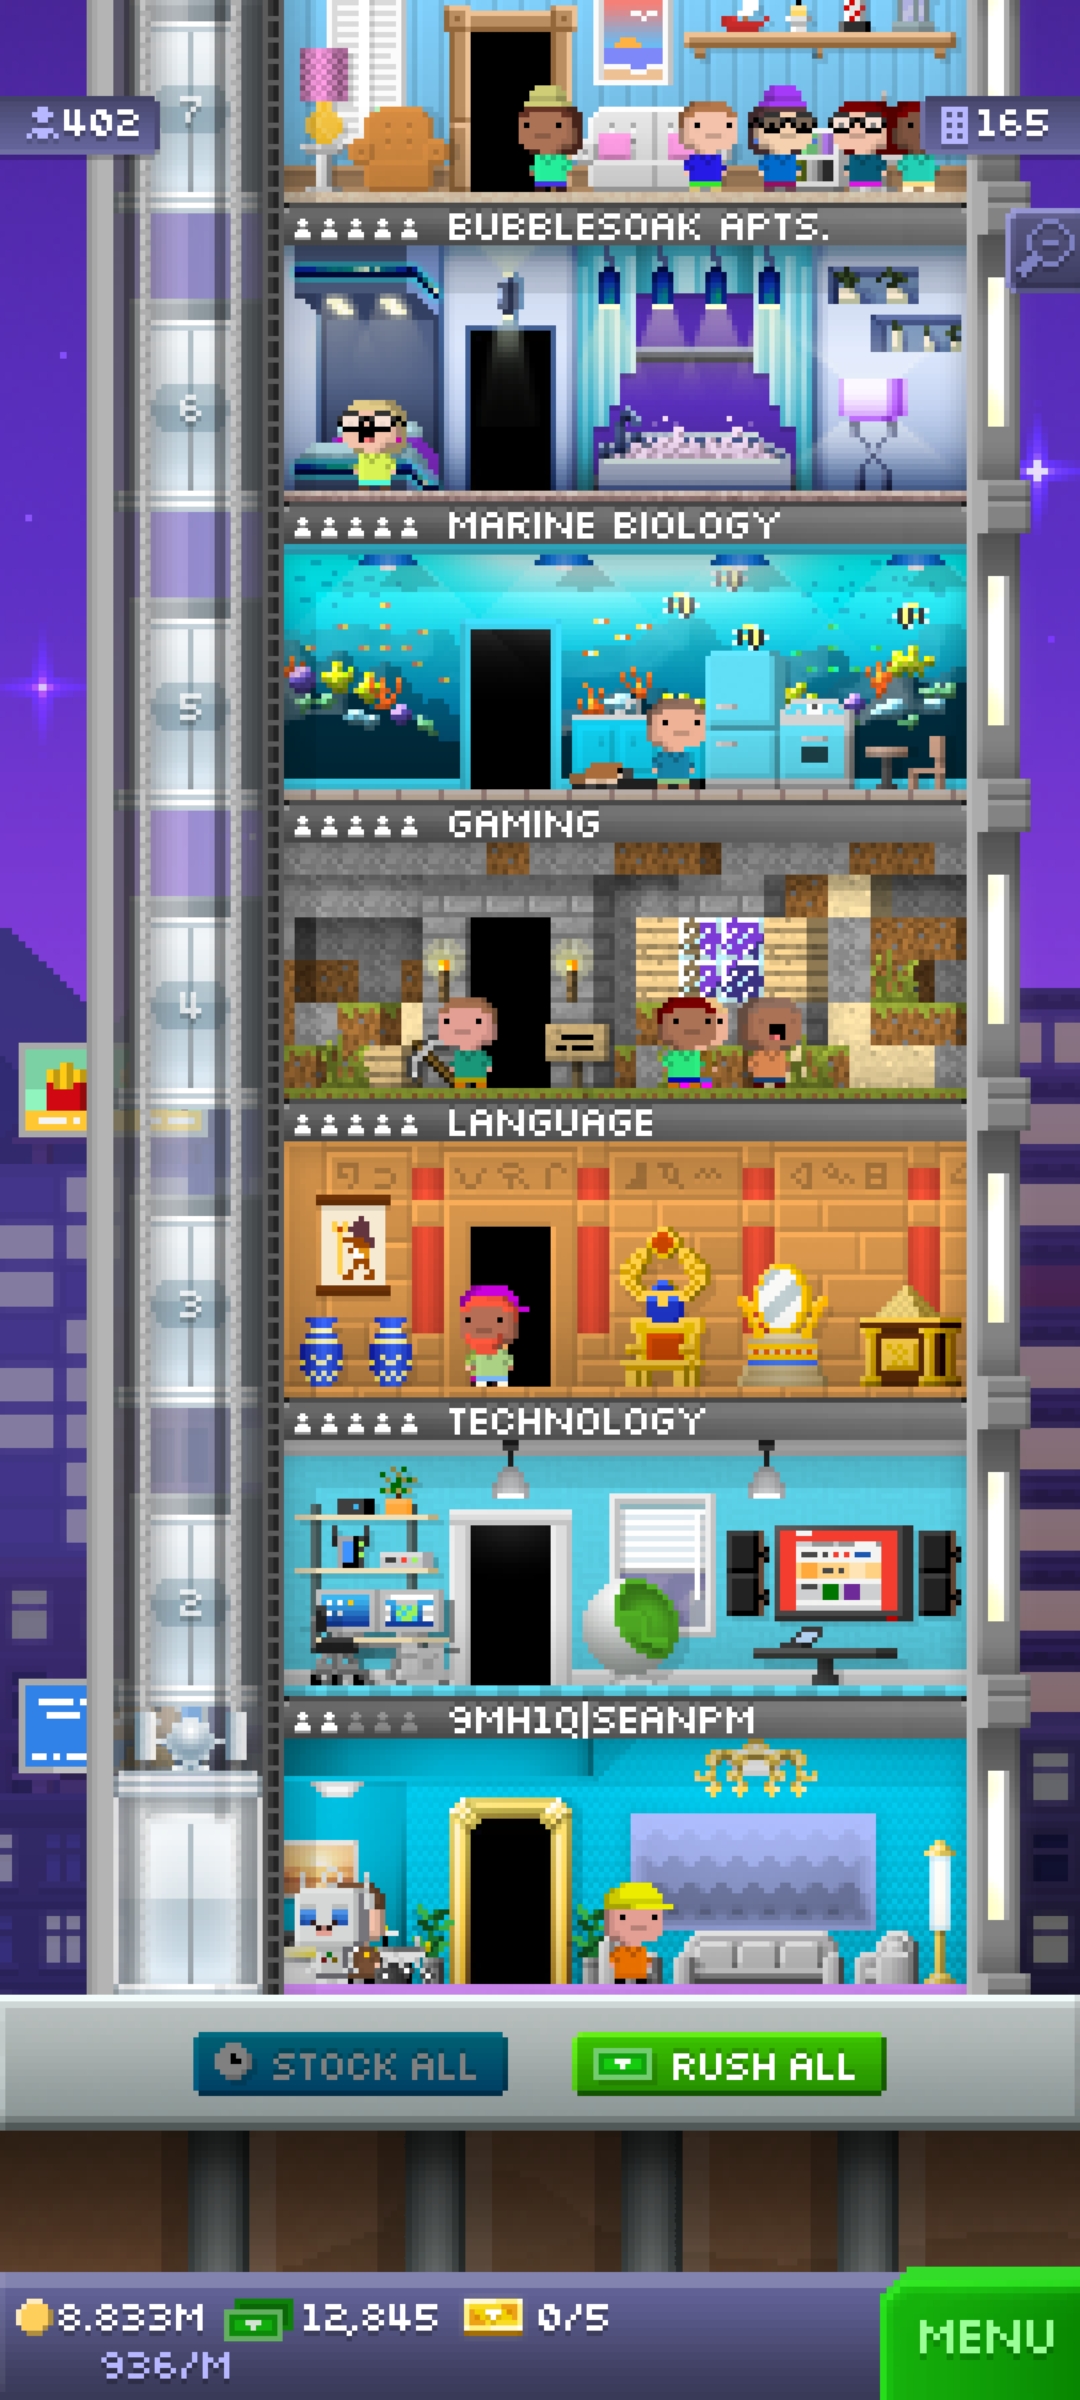 7
402
165
BUBBLESOAK APTS.
6
MARINE BIOLOGY
5
GAMING
4
LANGUAGE
3
TECHNOLOGY
2
9MH1Q|SEANPM
STOCK ALL
RUSH ALL
8.833M
12,845
0/5
936/M
MENU